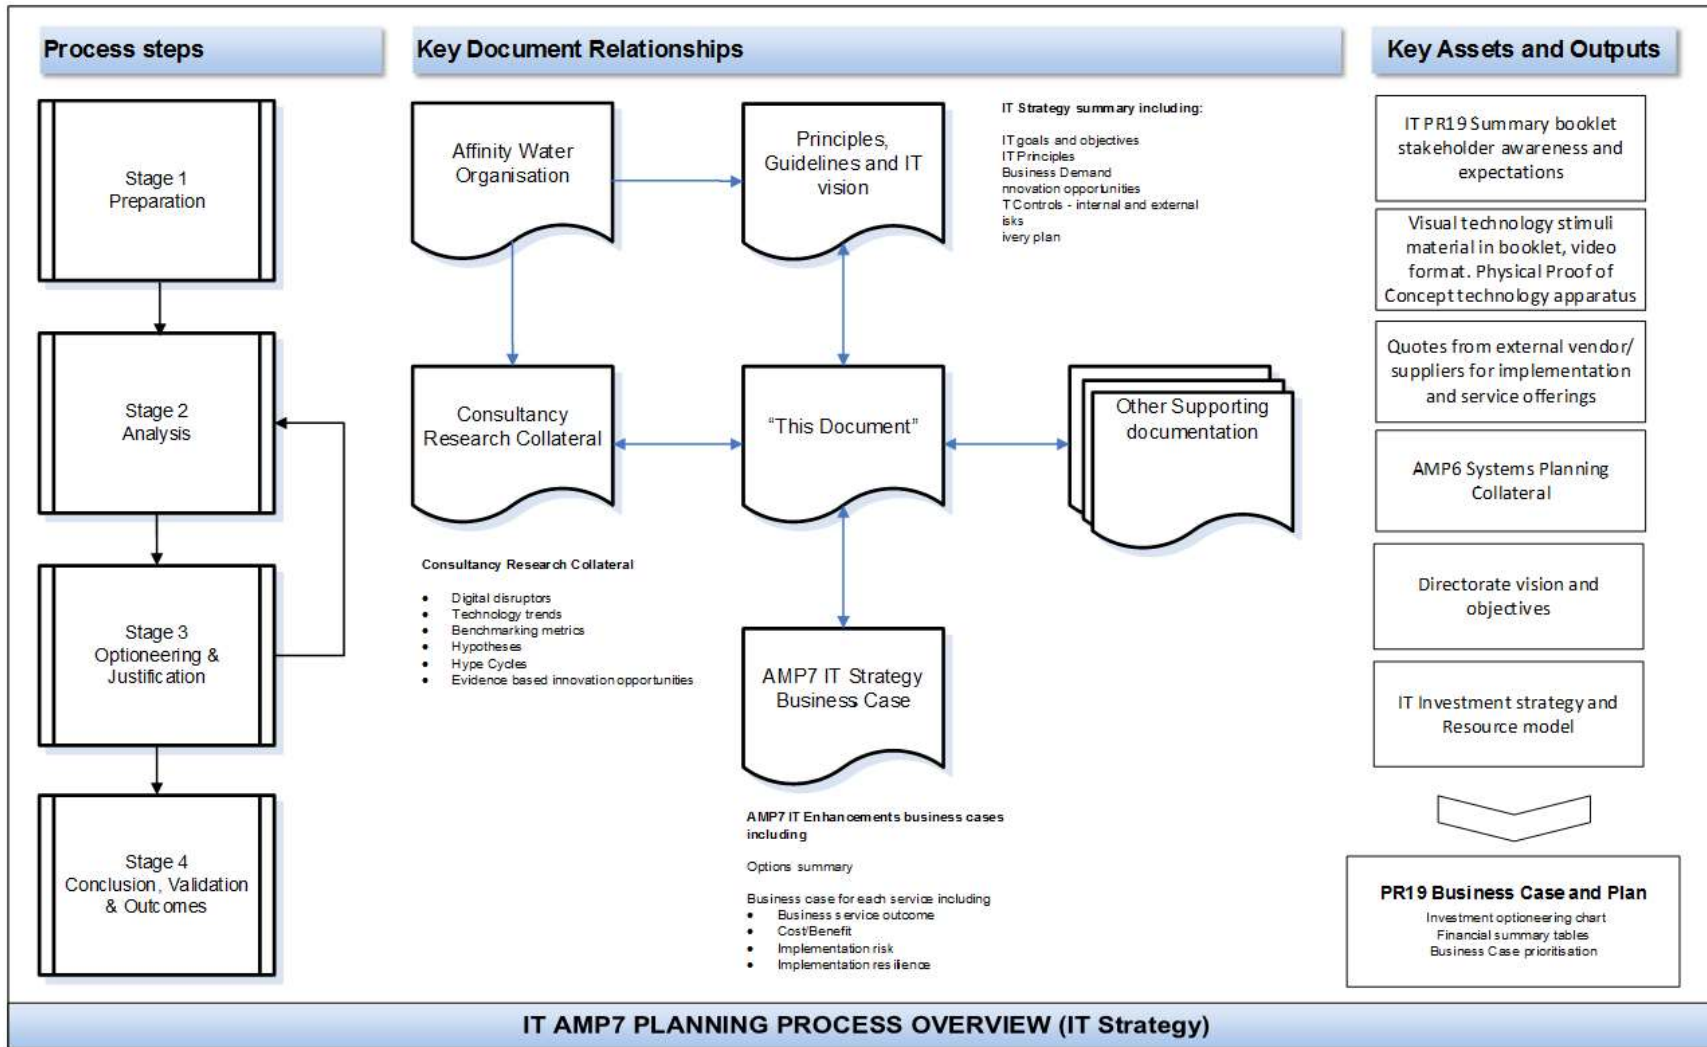 Process steps
Key Document Relationships
Key Assets and Outputs
Stage 1
Preparation
Stage 2
Analysis
Stage 3
Optioneering &
Justification
Stage 4
Conclusion, Validation
& Outcomes
Affinity Water
Organisation
Principles,
Guidelines and IT
vision
IT Strategy summary including:
IT goals and objectives
IT Principles
Business Demand
nnovation opportunities
T Controls - internal and external
isks
ivery plan
Consultancy
Research Collateral
“This Document”
Other Supporting
documentation
Consultancy Research Collateral
• Digital disruptors
• Technology trends
• Benchmarking metrics
• Hypotheses
• Hype Cycles
• Evidence based innovation opportunities
AMP7 IT Strategy
Business Case
AMP7 IT Enhancements business cases
including
Options summary
Business case for each service including
• Business service outcome
• Cost/Benefit
• Implementation risk
• Implementation resilience
IT PR19 Summary booklet
stakeholder awareness and
expectations
Visual technology stimuli
material in booklet, video
format. Physical Proof of
Concept technology apparatus
Quotes from external vendor/
suppliers for implementation
and service offerings
AMP6 Systems Planning
Collateral
Directorate vision and
objectives
IT Investment strategy and
Resource model
PR19 Business Case and Plan
Investment optioneering chart
Financial summary tables
Business Case prioritisation
IT AMP7 PLANNING PROCESS OVERVIEW (IT Strategy)